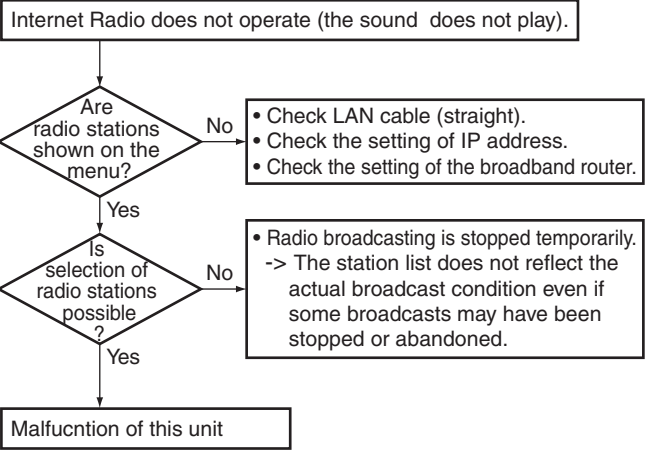 Internet Radio does not operate (the sound does not play).
Are
radio stations
shown on the
menu?
No
• Check LAN cable (straight).
• Check the setting of IP address.
• Check the setting of the broadband router.
Yes
Is
selection of
radio stations
possible
?
No
• Radio broadcasting is stopped temporarily.
-> The station list does not reflect the
actual broadcast condition even if
some broadcasts may have been
stopped or abandoned.
Yes
Malfucntion of this unit